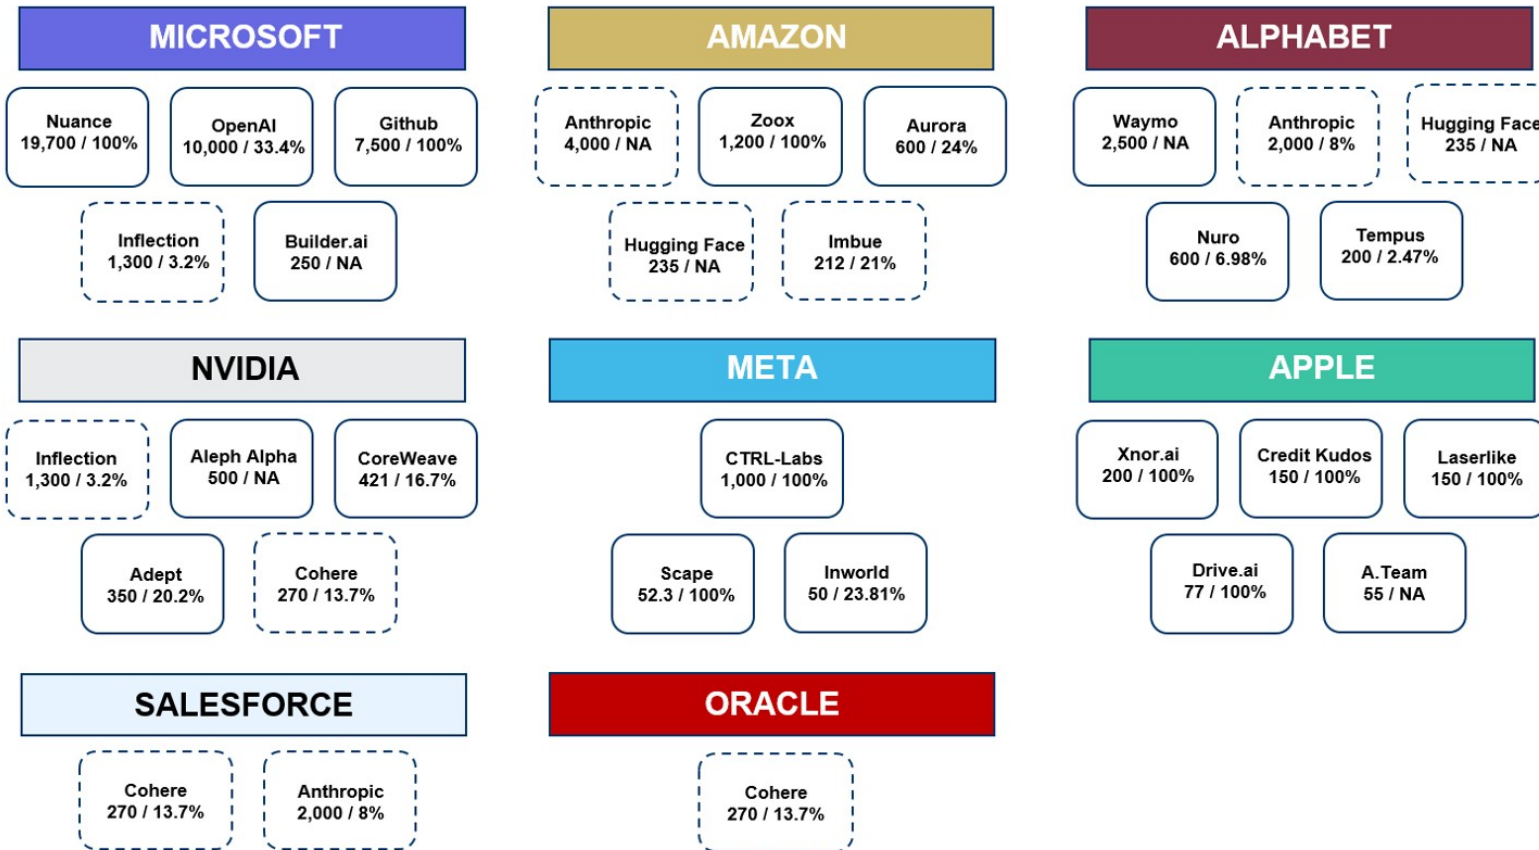 MICROSOFT
Nuance
19,700 / 100%
OpenAI
10,000 / 33.4%
Github
7,500 / 100%
Inflection
1,300 / 3.2%
Builder.ai
250 / NA
AMAZON
Anthropic
4,000 / NA
Zoox
1,200 / 100%
Aurora
600 / 24%
Hugging Face
235 / NA
Imbue
212 / 21%
ALPHABET
Waymo
2,500 / NA
Anthropic
2,000 / 8%
Hugging Face
235 / NA
Nuro
600 / 6.98%
Tempus
200 / 2.47%
NVIDIA
Inflection
1,300 / 3.2%
Aleph Alpha
500 / NA
CoreWeave
421 / 16.7%
Adept
350 / 20.2%
Cohere
270 / 13.7%
META
CTRL-Labs
1,000 / 100%
Scape
52.3 / 100%
Inworld
50 / 23.81%
APPLE
Xnor.ai
200 / 100%
Credit Kudos
150 / 100%
Laserlike
150 / 100%
Drive.ai
77 / 100%
A.Team
55 / NA
SALESFORCE
Cohere
270 / 13.7%
Anthropic
2,000 / 8%
ORACLE
Cohere
270 / 13.7%